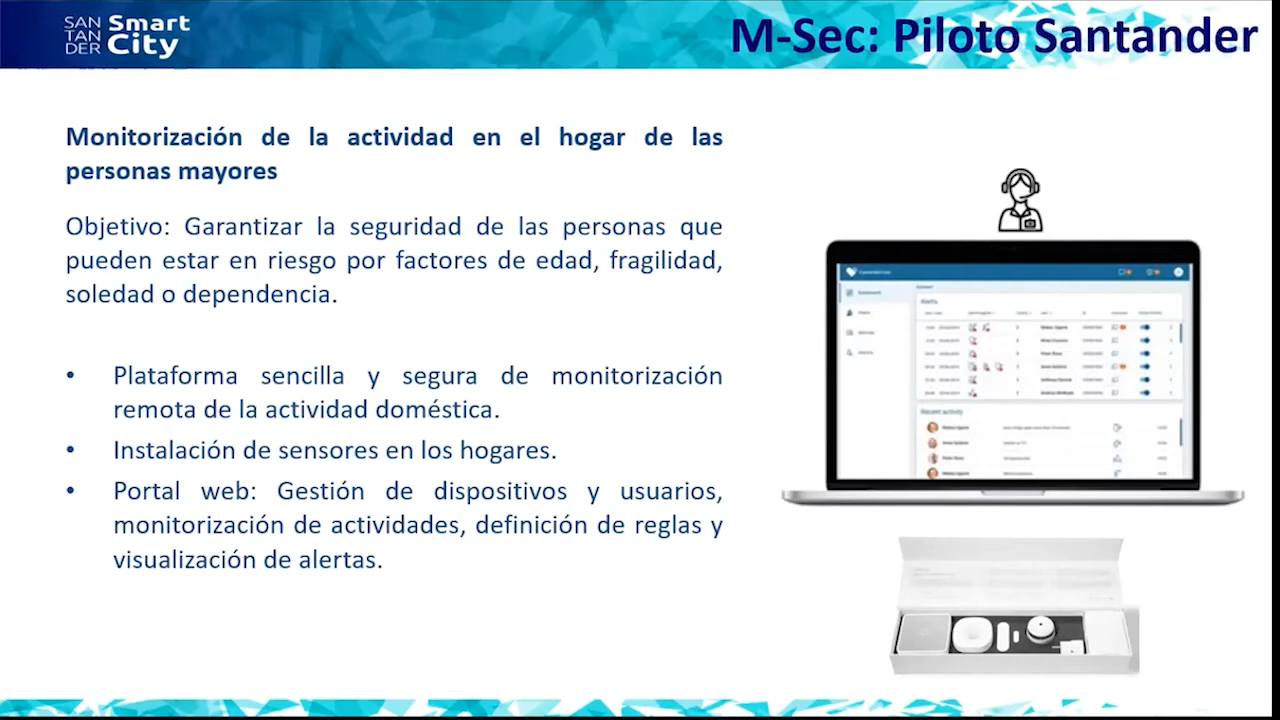 SAN
TAN
DER
Smart
City
M-Sec: Piloto Santander
Monitorización de la actividad en el hogar de las
personas mayores
Objetivo: Garantizar la seguridad de las personas que
pueden estar en riesgo por factores de edad, fragilidad,
soledad o dependencia.
• Plataforma sencilla y segura de monitorización
remota de la actividad doméstica.
• Instalación de sensores en los hogares.
• Portal web: Gestión de dispositivos y usuarios,
monitorización de actividades, definición de reglas y
visualización de alertas.
Alerts
Recent activity